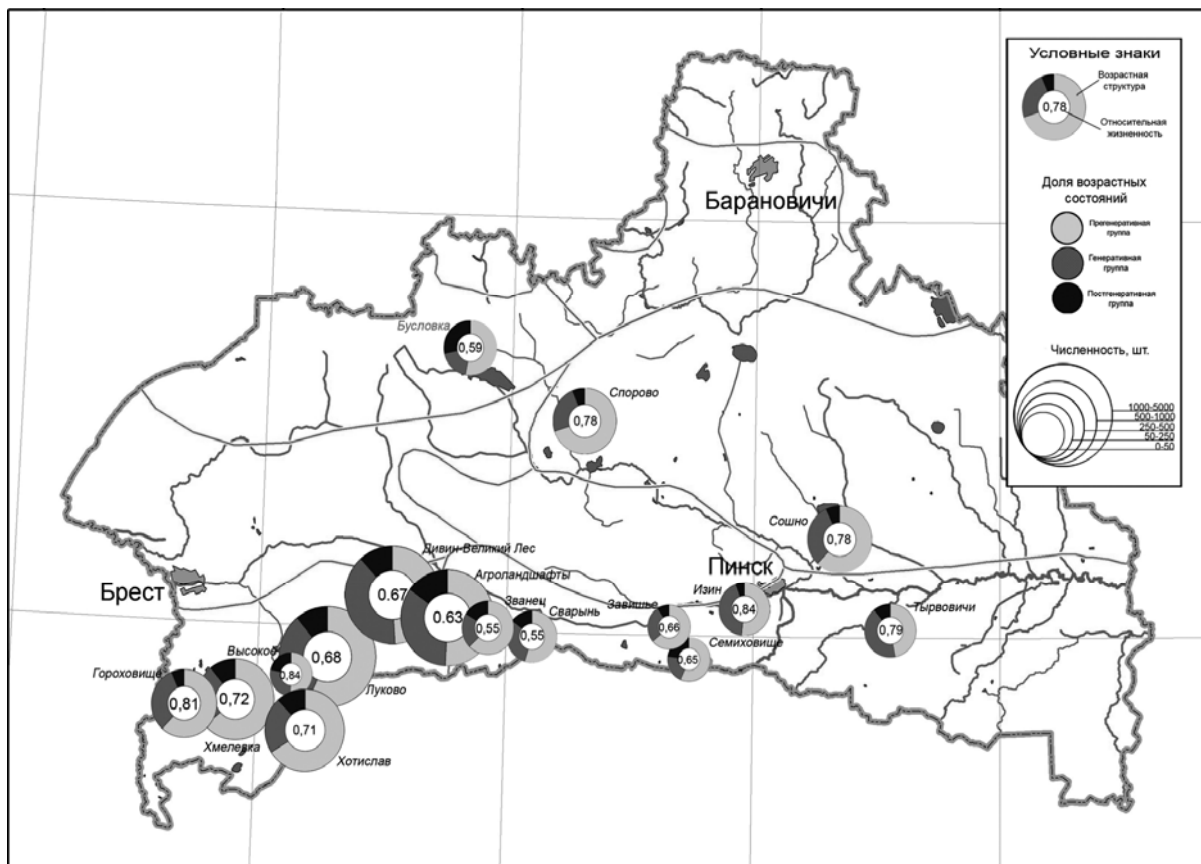 Барановичи
Бусловка
0,59
Спорово
0,78
Сошно
0,78
Дивин-Великий Лес
0.67
Агроландшафты
0.63
Званец
0,55
Сварынь
0,55
Брест
Пинск
Завишье
0,66
Изин
0,84
Тырвовичи
0,79
Семиховище
0,65
Высокое
0,84
0,68
Луково
Гороховище
0,81
0,72
Хмелевка
0,71
Хотислав
Условные знаки
Возрастная
структура
0,78
Относительная
жизненность
Доля возрастных
состояний
Прегенеративная
группа
Генеративная
группа
Постгенеративная
группа
Численность, шт.
1000-5000
500-1000
250-500
50-250
0-50